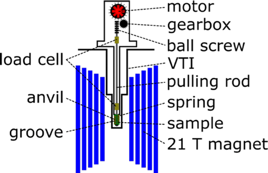 motor
gearbox
ball screw
load cell
VTI
pulling rod
anvil
spring
groove
sample
21 T magnet